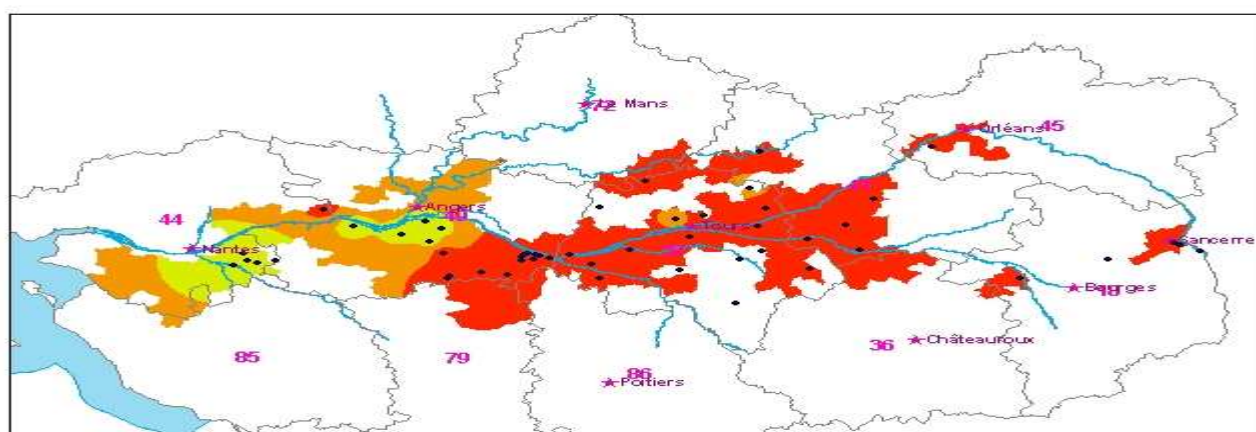 Le Mans
72
Orléans
45
Angers
49
44
Nantes
Tours
Sancerre
Bourges
18
85
79
36
Châteauroux
86
Poitiers